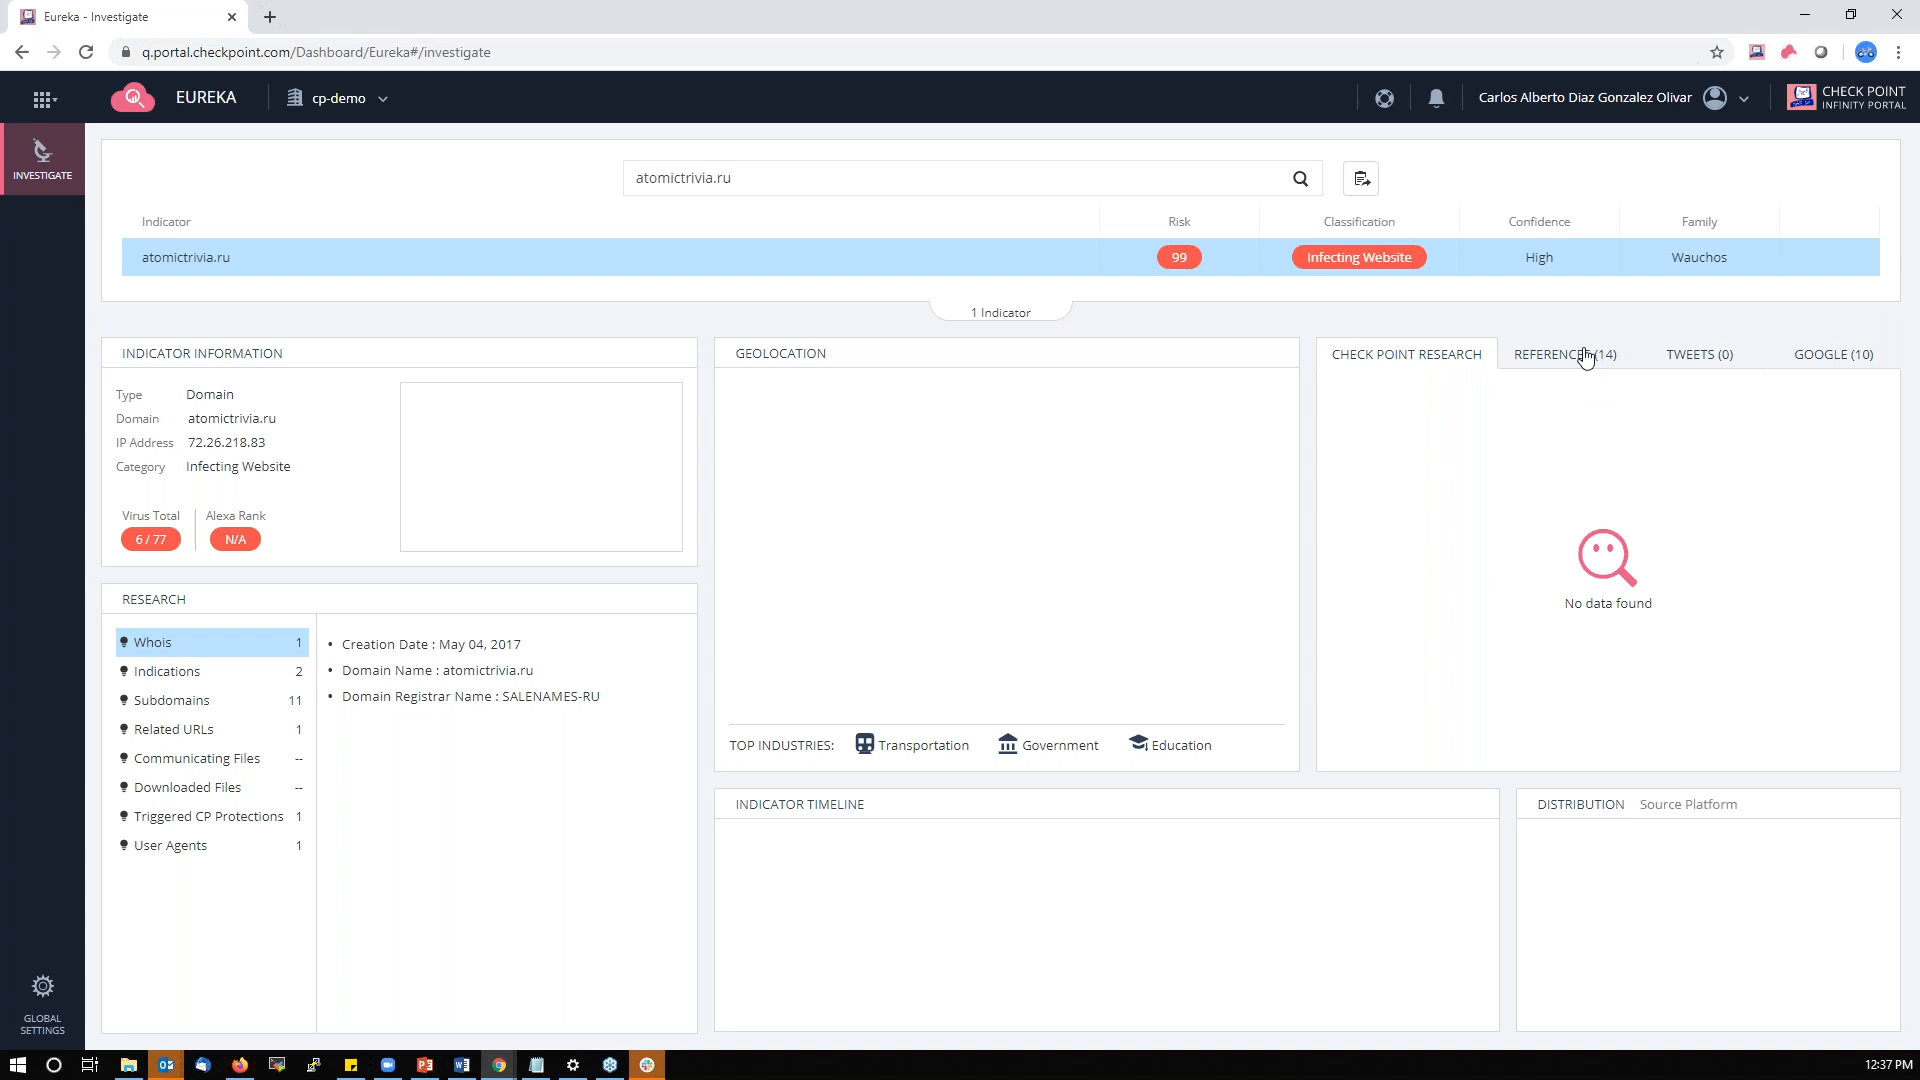 Eureka - Investigate
q.portal.checkpoint.com/Dashboard/Eureka#/investigate
EUREKA
cp-demo
Carlos Alberto Diaz Gonzalez Olivar
CHECK POINT
INFINITY PORTAL
INVESTIGATE
atomictrivia.ru
Indicator Risk Classification Confidence Family
atomictrivia.ru 99 Infecting Website High Wauchos
1 Indicator
INDICATOR INFORMATION
Type Domain
Domain atomictrivia.ru
IP Address 72.26.218.83
Category Infecting Website
Virus Total Alexa Rank
6 / 77 N/A
GEOLOCATION
TOP INDUSTRIES: Transportation Government Education
CHECK POINT RESEARCH REFERENCES (14) TWEETS (0) GOOGLE (10)
No data found
RESEARCH
Whois 1
Indications 2
Subdomains 11
Related URLs 1
Communicating Files --
Downloaded Files --
Triggered CP Protections 1
User Agents 1
• Creation Date : May 04, 2017
• Domain Name : atomictrivia.ru
• Domain Registrar Name : SALENAMES-RU
INDICATOR TIMELINE
DISTRIBUTION Source Platform
GLOBAL
SETTINGS
12:37 PM